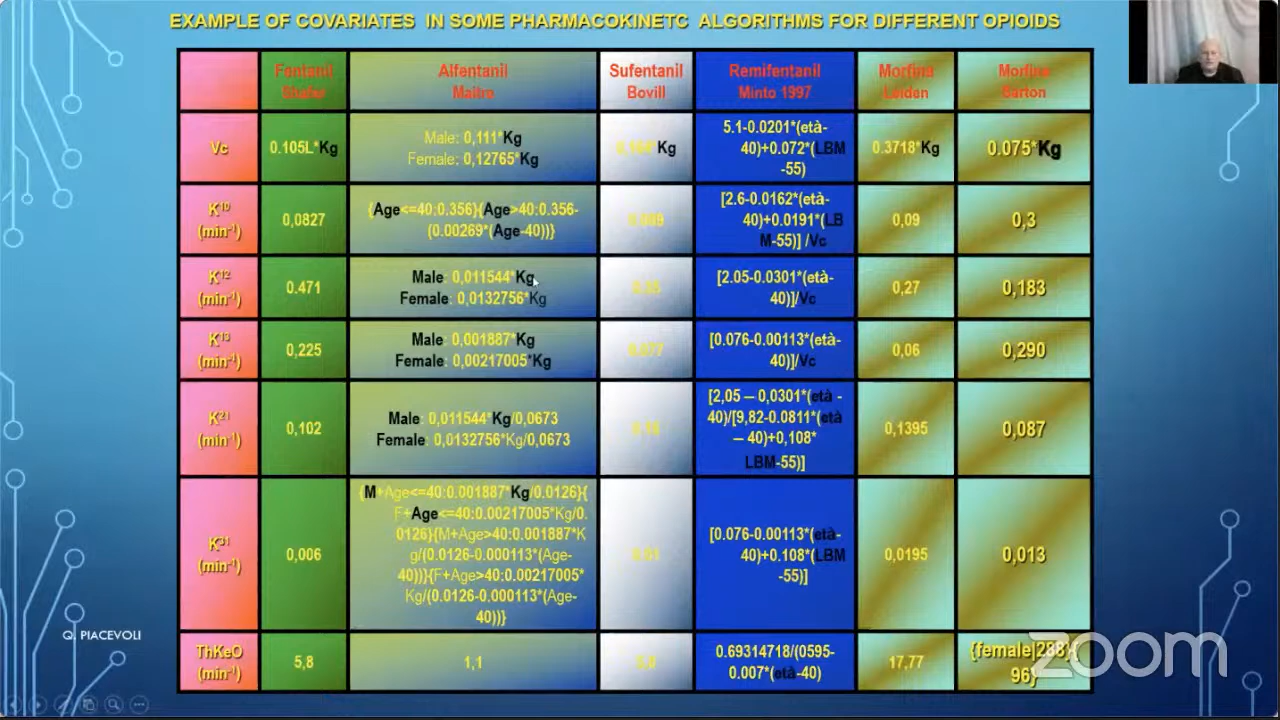 EXAMPLE OF COVARIATES IN SOME PHARMACOKINETC ALGORITHMS FOR DIFFERENT OPIOIDS
Fentanil
Shafer
Alfentanil
Maitre
Sufentanil
Bovill
Remifentanil
Minto 1997
Morfina
Leiden
Morfina
Barton
Vc
0.105L*Kg
Male: 0,111*Kg
Female: 0,12765*Kg
Kg
5.1-0.0201*(età-
40)+0.072*(LBM
-55)
0.3718*Kg
0.075*Kg
K10
(min-1)
0,0827
{Age<=40:0.356}{Age>40:0.356-
(0.00269*(Age-40))}
[2.6-0.0162*(età-
40)+0.0191*(LB
M-55)] /Vc
0,09
0,3
K12
(min-1)
0.471
Male: 0,011544*Kg
Female: 0,0132756*Kg
[2.05-0.0301*(età-
40)]/Vc
0,27
0,183
K13
(min-1)
0,225
Male: 0,001887*Kg
Female: 0,00217005*Kg
[0.076-0.00113*(età-
40)]/Vc
0,06
0,290
K21
(min-1)
0,102
Male: 0,011544*Kg/0,0673
Female: 0,0132756*Kg/0.0673
[2,05 – 0,0301*(età -
40)/[9,82-0.0811*(età
– 40)+0,108*
LBM-55)]
0,1395
0,087
K31
(min-1)
0,006
{M+Age<=40:0.001887*Kg/0.0126}{
F+Age<=40:0.00217005*Kg/0.
0126}{M+Age>40:0.001887*K
g/(0.0126-0.000113*(Age-
40))}{F+Age>40:0.00217005*
Kg/(0.0126-0.000113*(Age-
40))}
[0.076-0.00113*(età-
40)+0.108*(LBM
-55)]
0,0195
0,013
ThKeO
(min-1)
5,8
1,1
0.69314718/(0595-
0.007*(età-40)
17,77
{female|288}{
96}
Q. PIACEVOLI
zoom